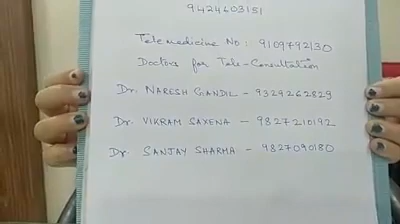 9424603151
Telemedicine No: 9109792130
Doctors for Tele-Consultation
Dr. NARESH GANDIL - 9329262829
Dr. VIKRAM SAXENA - 9827210192
Dr. SANJAY SHARMA - 9827090180